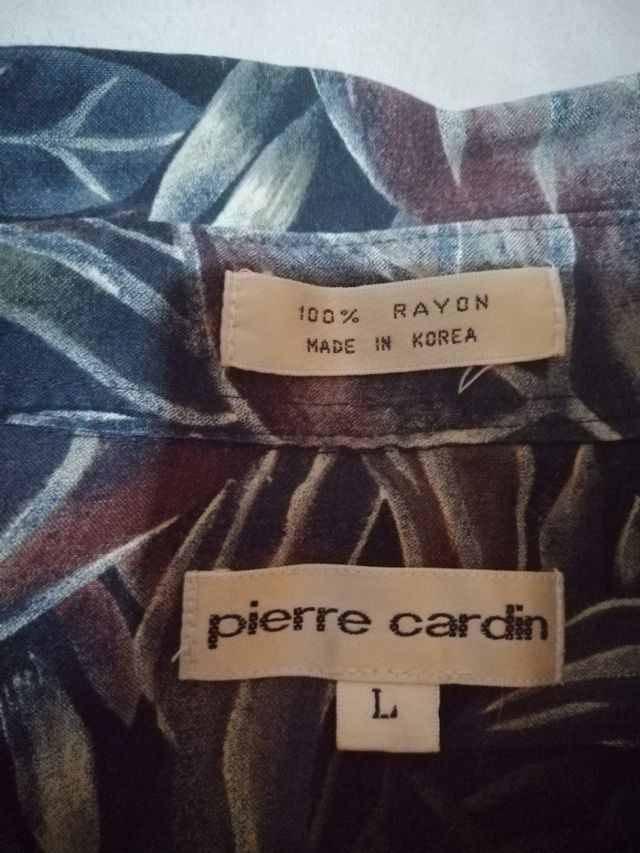 100% RAYON
MADE IN KOREA
pierre cardin
L